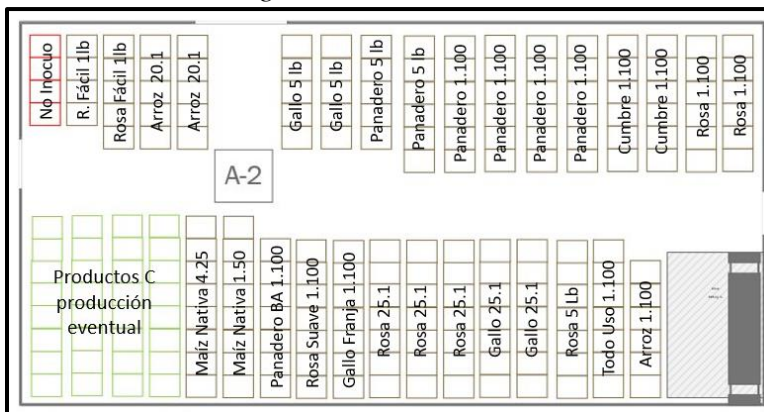 No Inocuo
R. Fácil 1lb
Rosa Fácil 1lb
Arroz 20.1
Arroz 20.1
Gallo 5 lb
Gallo 5 lb
Panadero 5 lb
Panadero 5 lb
Panadero 1.100
Panadero 1.100
Panadero 1.100
Panadero 1.100
Cumbre 1.100
Cumbre 1.100
Rosa 1.100
Rosa 1.100
A-2
Productos C
producción
eventual
Maíz Nativa 4.25
Maíz Nativa 1.50
Panadero BA 1.100
Rosa Suave 1.100
Gallo Franja 1.100
Rosa 25.1
Rosa 25.1
Rosa 25.1
Gallo 25.1
Gallo 25.1
Rosa 5 Lb
Todo Uso 1.100
Arroz 1.100